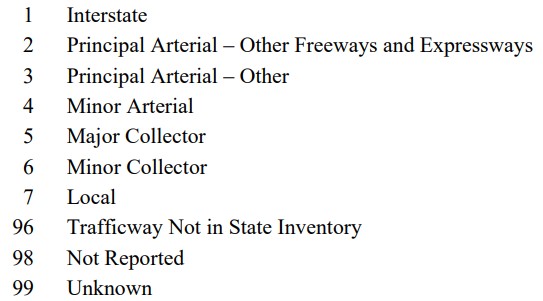 1 Interstate
2 Principal Arterial – Other Freeways and Expressways
3 Principal Arterial – Other
4 Minor Arterial
5 Major Collector
6 Minor Collector
7 Local
96 Trafficway Not in State Inventory
98 Not Reported
99 Unknown